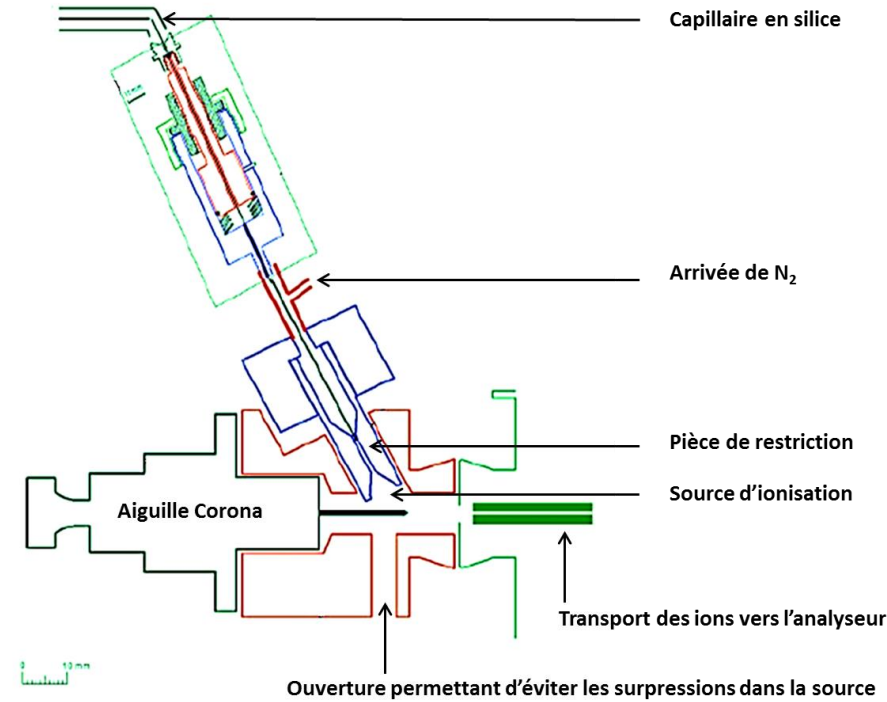 Capillaire en silice
Arrivée de N₂
Pièce de restriction
Source d’ionisation
Aiguille Corona
Transport des ions vers l’analyseur
0 10 mm
Ouverture permettant d’éviter les surpressions dans la source